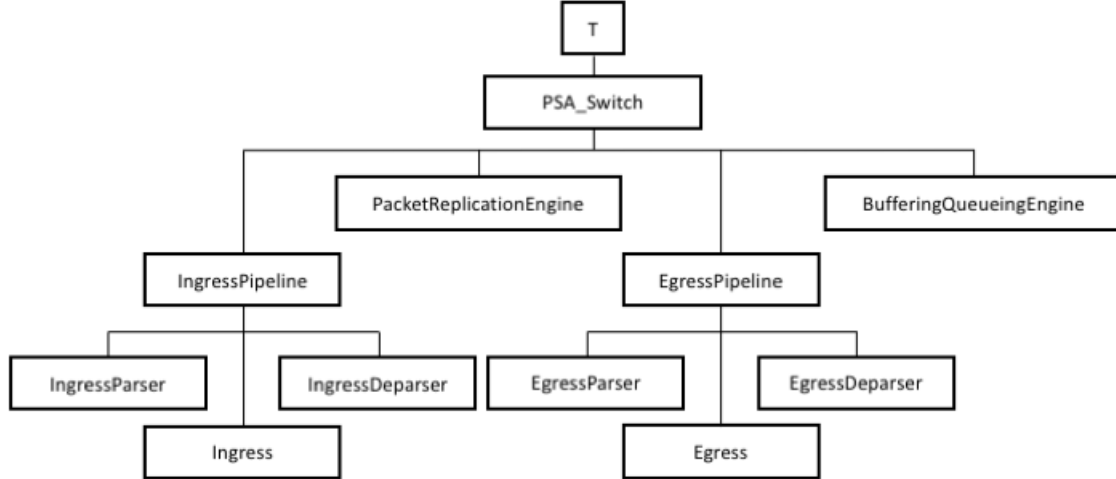 T
PSA_Switch
PacketReplicationEngine
BufferingQueueingEngine
IngressPipeline
EgressPipeline
IngressParser
IngressDeparser
EgressParser
EgressDeparser
Ingress
Egress